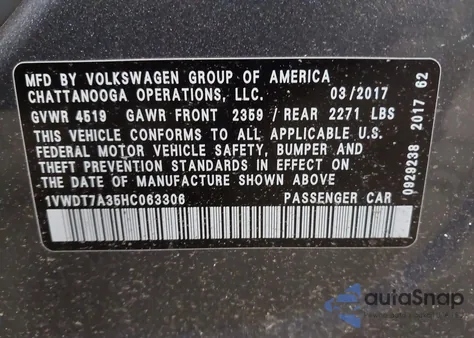 MFD BY VOLKSWAGEN GROUP OF AMERICA
CHATTANOOGA OPERATIONS, LLC. 03/2017
GVWR 4519 GAWR FRONT 2359 / REAR 2271 LBS
THIS VEHICLE CONFORMS TO ALL APPLICABLE U.S.
FEDERAL MOTOR VEHICLE SAFETY, BUMPER AND
THEFT PREVENTION STANDARDS IN EFFECT ON
THE DATE OF MANUFACTURE SHOWN ABOVE.
1VWDT7A35HC063306 PASSENGER CAR
0929238 2017 62
autoSnap